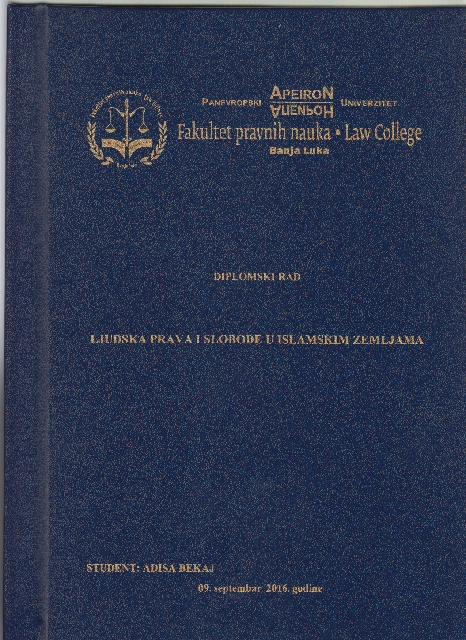 PANEVROPSKI APEIRON UNIVERZITET
АПЕИРОН
Fakultet pravnih nauka • Law College
Banja Luka
DIPLOMSKI RAD
LJUDSKA PRAVA I SLOBODE U ISLAMSKIM ZEMLJAMA
STUDENT: ADISA BEKAJ
09. septembar 2016. godine